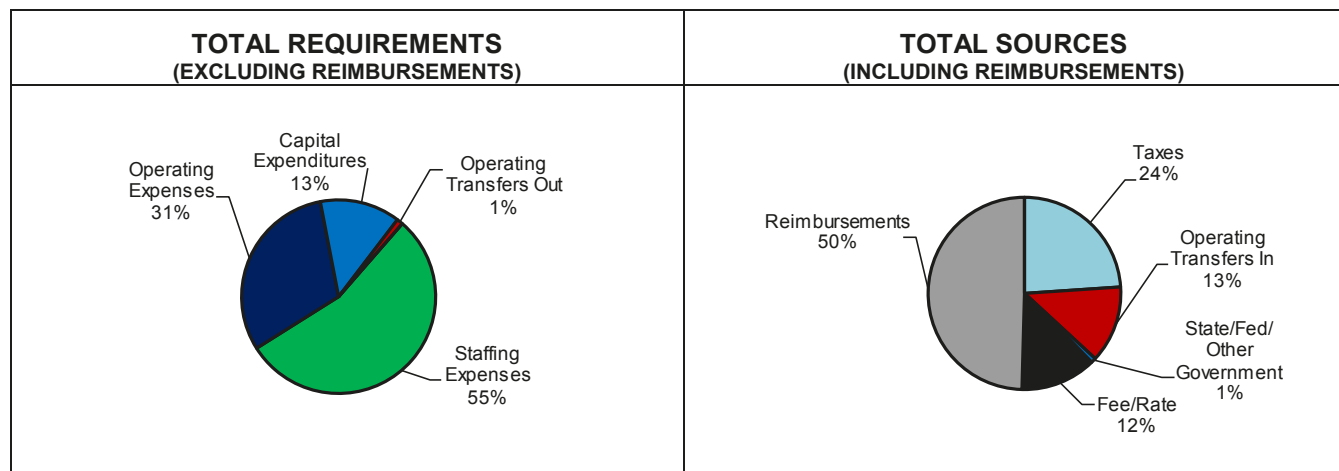 TOTAL REQUIREMENTS
(EXCLUDING REIMBURSEMENTS)
Capital
Expenditures
13%
Operating
Transfers Out
1%
Operating
Expenses
31%
Staffing
Expenses
55%
TOTAL SOURCES
(INCLUDING REIMBURSEMENTS)
Taxes
24%
Reimbursements
50%
Operating
Transfers In
13%
State/Fed/
Other
Government
1%
Fee/Rate
12%